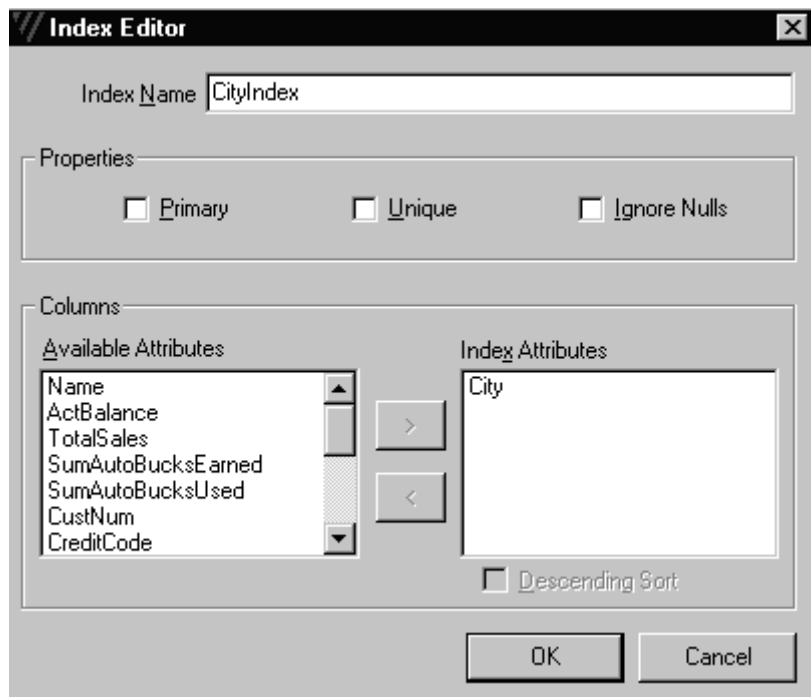 Index Editor
Index Name CityIndex
Properties
Primary Unique Ignore Nulls
Columns
Available Attributes Index Attributes
Name City
ActBalance
TotalSales >
SumAutoBucksEarned
SumAutoBucksUsed <
CustNum
CreditCode
Descending Sort
OK Cancel